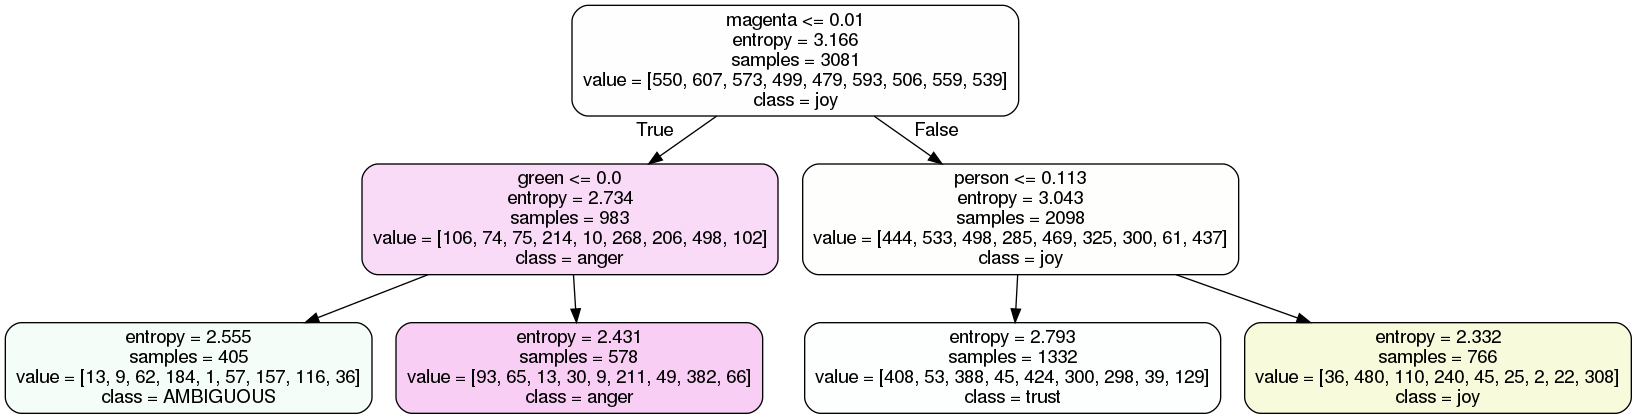 magenta <= 0.01
entropy = 3.166
samples = 3081
value = [550, 607, 573, 499, 479, 593, 506, 559, 539]
class = joy
True
False
green <= 0.0
entropy = 2.734
samples = 983
value = [106, 74, 75, 214, 10, 268, 206, 498, 102]
class = anger
person <= 0.113
entropy = 3.043
samples = 2098
value = [444, 533, 498, 285, 469, 325, 300, 61, 437]
class = joy
entropy = 2.555
samples = 405
value = [13, 9, 62, 184, 1, 57, 157, 116, 36]
class = AMBIGUOUS
entropy = 2.431
samples = 578
value = [93, 65, 13, 30, 9, 211, 49, 382, 66]
class = anger
entropy = 2.793
samples = 1332
value = [408, 53, 388, 45, 424, 300, 298, 39, 129]
class = trust
entropy = 2.332
samples = 766
value = [36, 480, 110, 240, 45, 25, 2, 22, 308]
class = joy